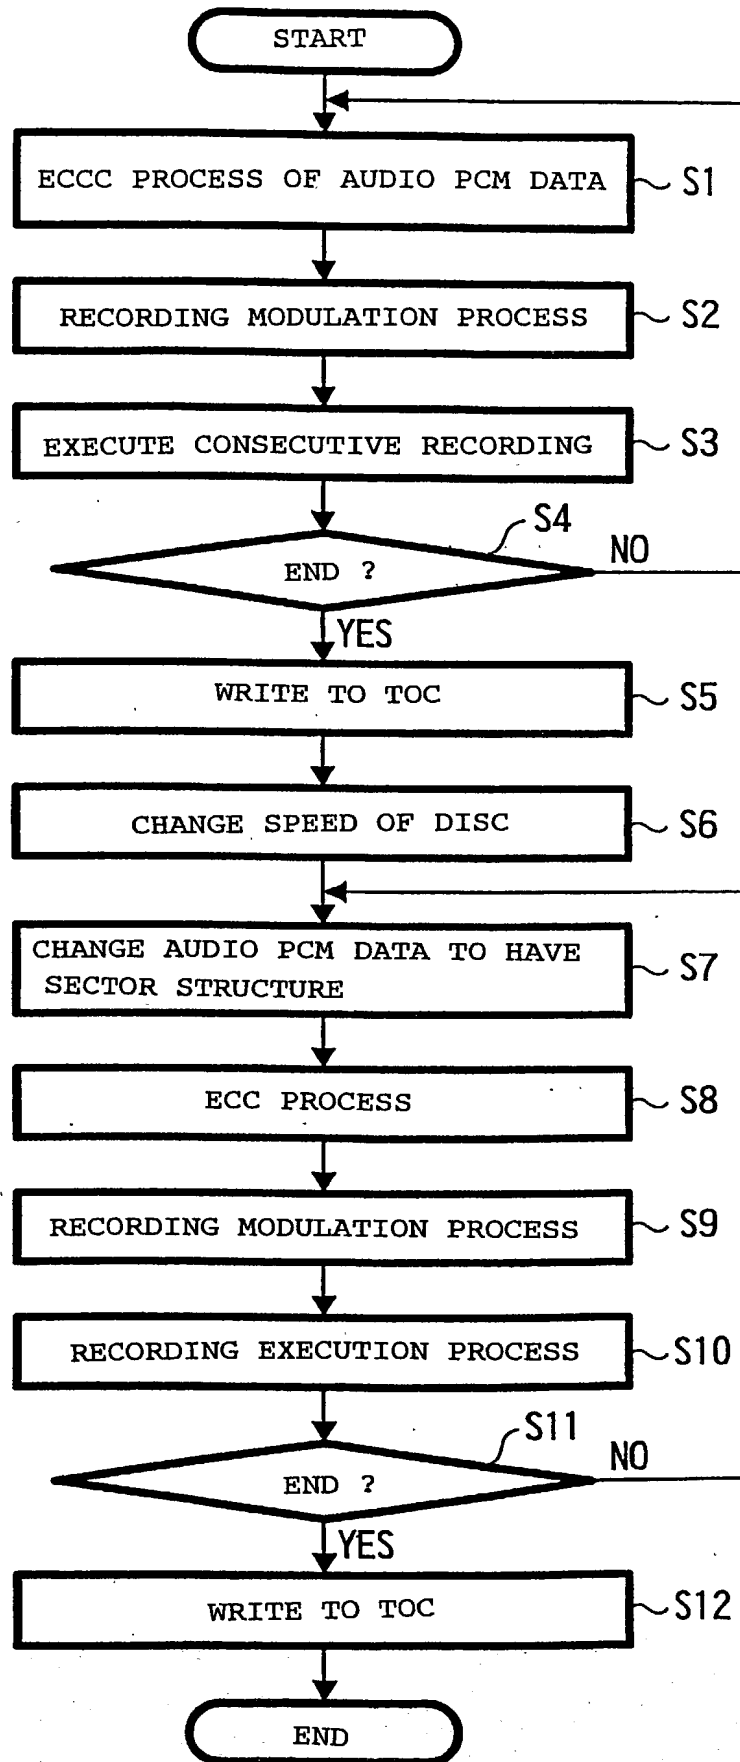 START
ECCC PROCESS OF AUDIO PCM DATA
S1
RECORDING MODULATION PROCESS
S2
EXECUTE CONSECUTIVE RECORDING
S3
S4
END ?
NO
YES
WRITE TO TOC
S5
CHANGE SPEED OF DISC
S6
CHANGE AUDIO PCM DATA TO HAVE
SECTOR STRUCTURE
S7
ECC PROCESS
S8
RECORDING MODULATION PROCESS
S9
RECORDING EXECUTION PROCESS
S10
S11
END ?
NO
YES
WRITE TO TOC
S12
END